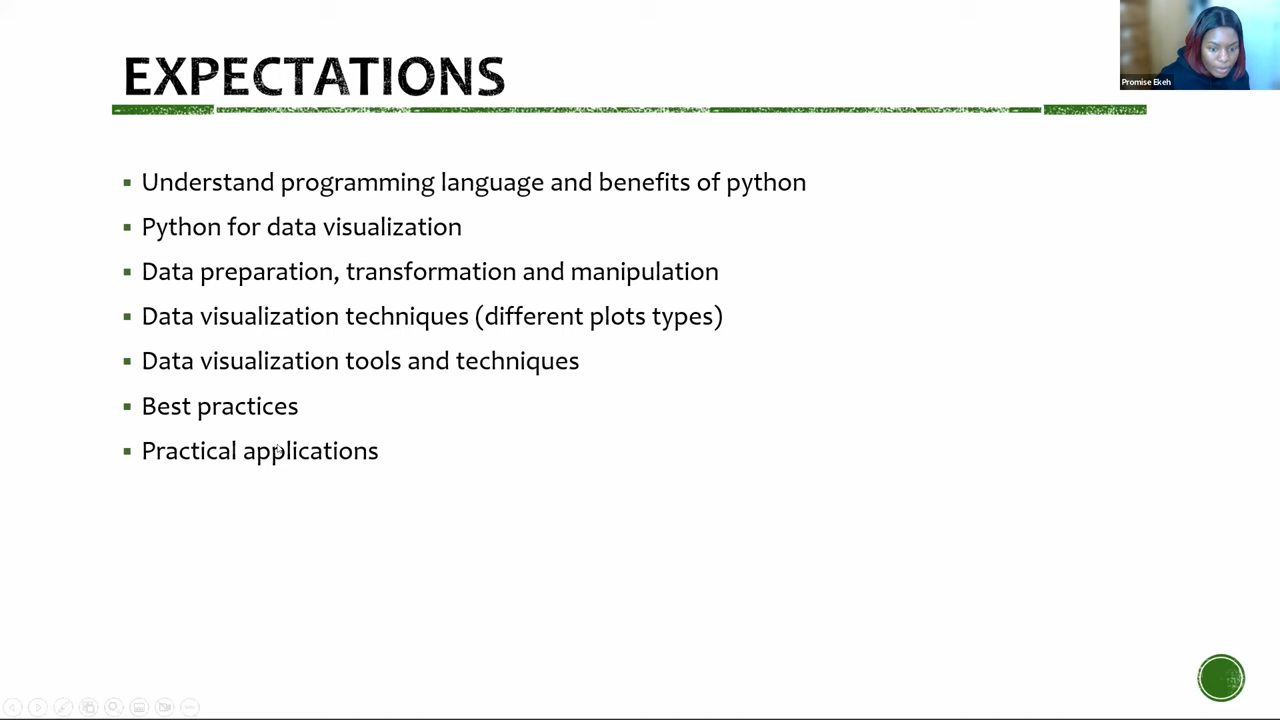 EXPECTATIONS
Promise Ekeh
Understand programming language and benefits of python
Python for data visualization
Data preparation, transformation and manipulation
Data visualization techniques (different plots types)
Data visualization tools and techniques
Best practices
Practical applications